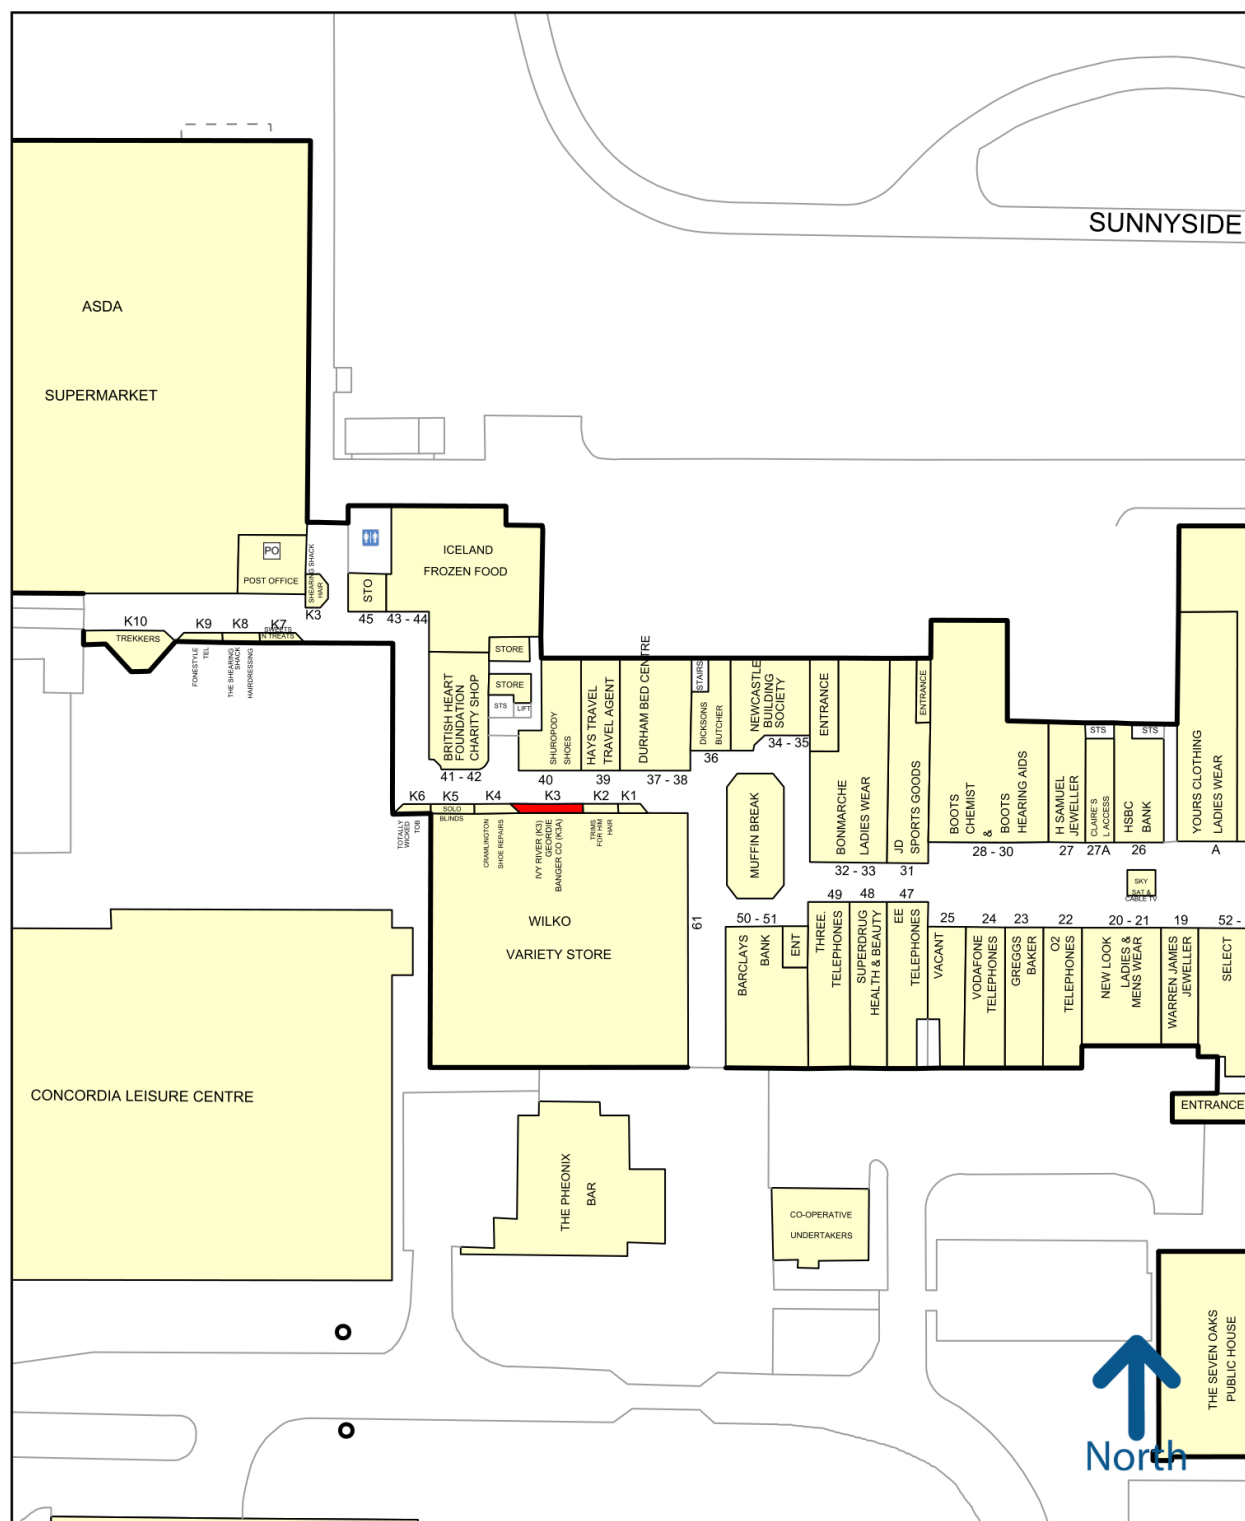 SUNNYSIDE
ASDA
SUPERMARKET
PO
POST OFFICE
SHEARING SHACK
HAIR
K3
STO
45
ICELAND
FROZEN FOOD
43 - 44
K10
TREKKERS
K9
K8
K7
SWEETS
N TREATS
FONESTYLE
TEL
THE SHEARING
SHACK
HAIRDRESSING
STORE
STORE
STS
LIFT
BRITISH HEART
FOUNDATION
CHARITY SHOP
41 - 42
SHUROPODY
SHOES
40
HAYS TRAVEL
TRAVEL AGENT
39
DURHAM BED CENTRE
37 - 38
STAIRS
DICKSONS
BUTCHER
36
NEWCASTLE
BUILDING
SOCIETY
34 - 35
ENTRANCE
BONMARCHE
LADIES WEAR
32 - 33
ENTRANCE
JD
SPORTS GOODS
31
BOOTS
CHEMIST
&
BOOTS
HEARING AIDS
28 - 30
H SAMUEL
JEWELLER
27
STS
CLAIRE'S
L ACCESS
27A
STS
HSBC
BANK
26
YOURS CLOTHING
LADIES WEAR
A
K6
K5
K4
K3
K2
K1
SOLO
BLINDS
TOTALLY
WICKED
TOB
CRAMLINGTON
SHOE REPAIRS
IVY RIVER (K3)
GEORDIE
BANGER CO (K3A)
TRIMS
FOR HIM
HAIR
MUFFIN BREAK
SKY
SAT &
CABLE TV
WILKO
VARIETY STORE
61
50 - 51
BARCLAYS
BANK
ENT
49
THREE.
TELEPHONES
48
SUPERDRUG
HEALTH & BEAUTY
47
EE
TELEPHONES
25
VACANT
24
VODAFONE
TELEPHONES
23
GREGGS
BAKER
22
O2
TELEPHONES
20 - 21
NEW LOOK
LADIES &
MENS WEAR
19
WARREN JAMES
JEWELLER
52 -
SELECT
ENTRANCE
CONCORDIA LEISURE CENTRE
THE PHEONIX
BAR
CO-OPERATIVE
UNDERTAKERS
THE SEVEN OAKS
PUBLIC HOUSE
North